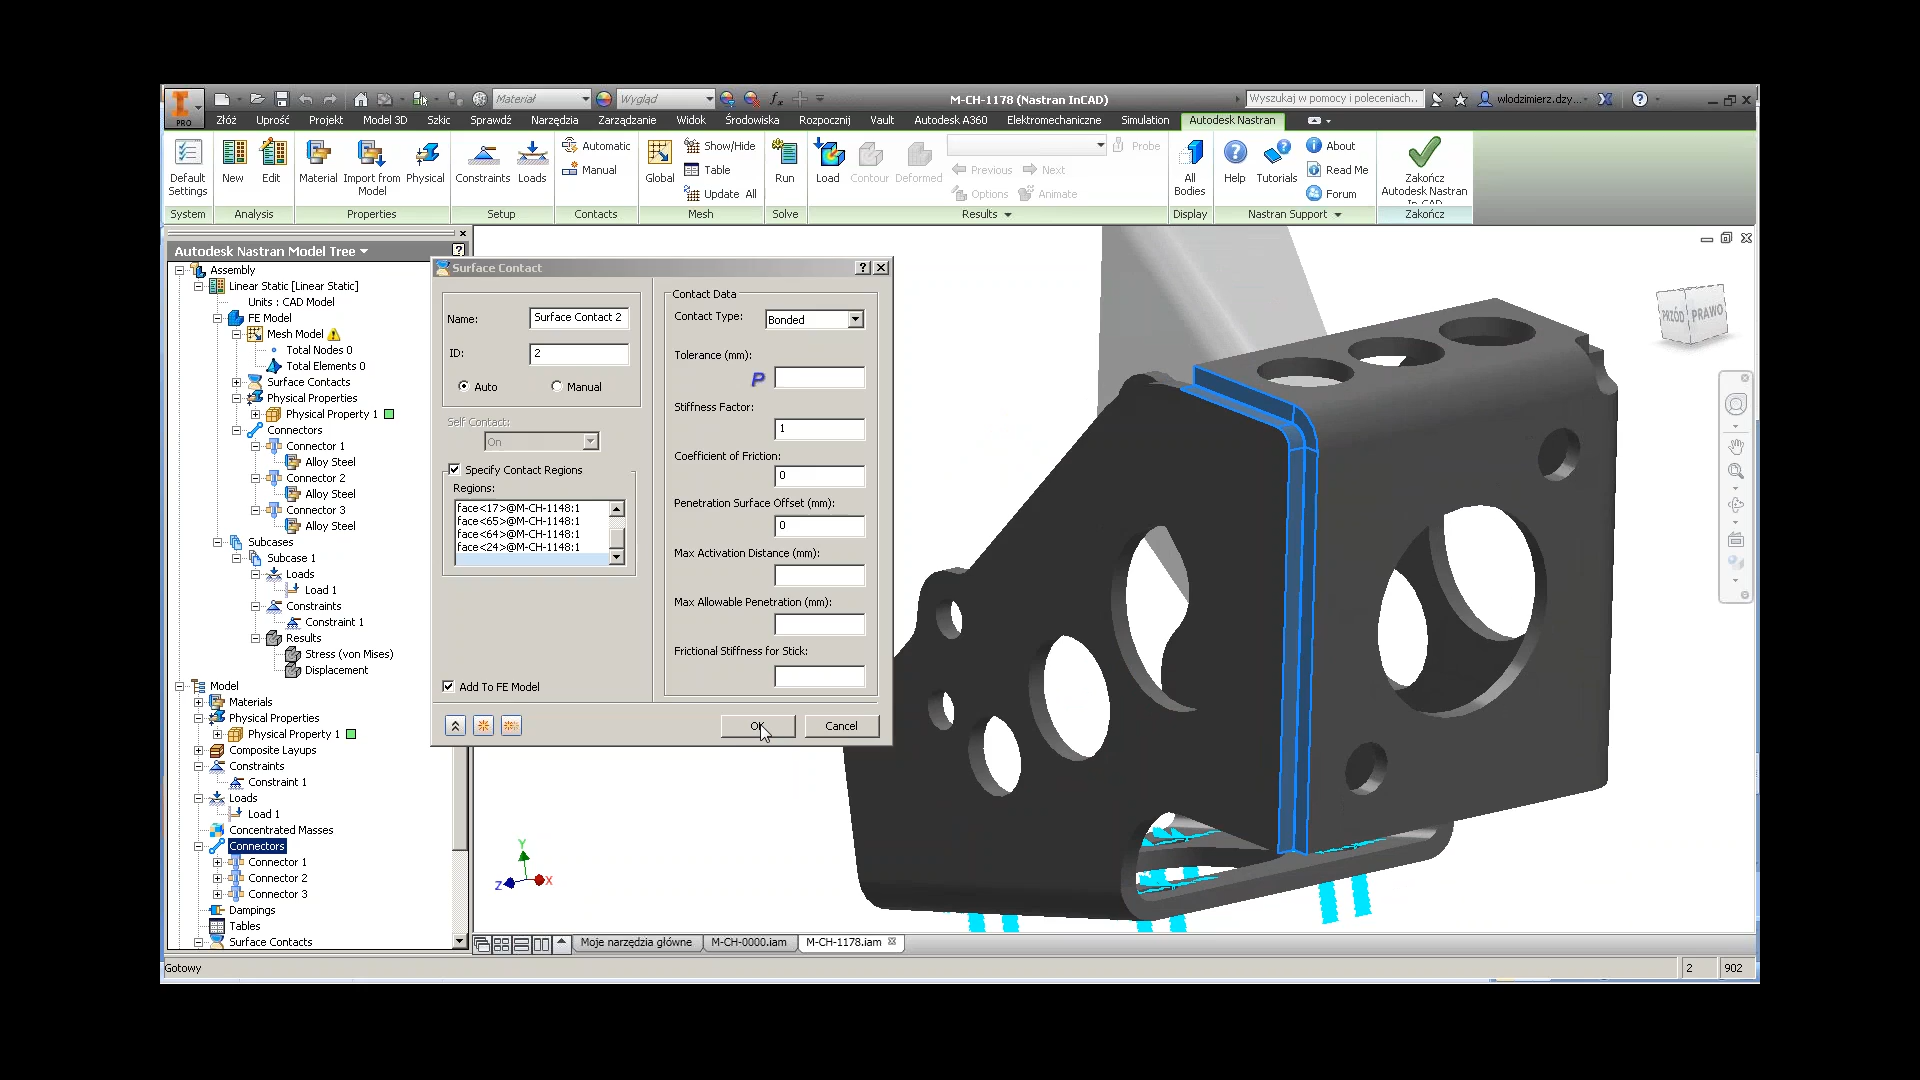 Materiał
Wygląd
M-CH-1178 (Nastran InCAD)
Wyszukaj w pomocy i poleceniach...
wlodzimierz.dzy...
PRO
Złóż Uprość Projekt Model 3D Szkic Sprawdź Narzędzia Zarządzanie Widok Środowiska Rozpocznij Vault Autodesk A360 Elektromechaniczne Simulation Autodesk Nastran
Default Settings
New
Edit
Material
Import from Model
Physical
Constraints
Loads
Automatic
Manual
Global
Show/Hide
Table
Update All
Run
Load
Contour
Deformed
Probe
Previous
Next
Options
Animate
All Bodies
Help
Tutorials
About
Read Me
Forum
Zakończ
Autodesk Nastran
In-CAD
System Analysis Properties Setup Contacts Mesh Solve Results Display Nastran Support Zakończ
Autodesk Nastran Model Tree
Assembly
Linear Static [Linear Static]
Units : CAD Model
FE Model
Mesh Model
Total Nodes 0
Total Elements 0
Surface Contacts
Physical Properties
Physical Property 1
Connectors
Connector 1
Alloy Steel
Connector 2
Alloy Steel
Connector 3
Alloy Steel
Subcases
Subcase 1
Loads
Load 1
Constraints
Constraint 1
Results
Stress (von Mises)
Displacement
Model
Materials
Physical Properties
Physical Property 1
Composite Layups
Constraints
Constraint 1
Loads
Load 1
Concentrated Masses
Connectors
Connector 1
Connector 2
Connector 3
Dampings
Tables
Surface Contacts
Surface Contact
Name: Surface Contact 2
ID: 2
Auto Manual
Self Contact:
On
Specify Contact Regions
Regions:
face<17>@M-CH-1148:1
face<65>@M-CH-1148:1
face<64>@M-CH-1148:1
face<24>@M-CH-1148:1
Add To FE Model
Contact Data
Contact Type: Bonded
Tolerance (mm):
P
Stiffness Factor:
1
Coefficient of Friction:
0
Penetration Surface Offset (mm):
0
Max Activation Distance (mm):
Max Allowable Penetration (mm):
Frictional Stiffness for Stick:
OK Cancel
PRZÓD PRAWO
Y
Z X
Moje narzędzia główne M-CH-0000.iam M-CH-1178.iam
Gotowy
2 902